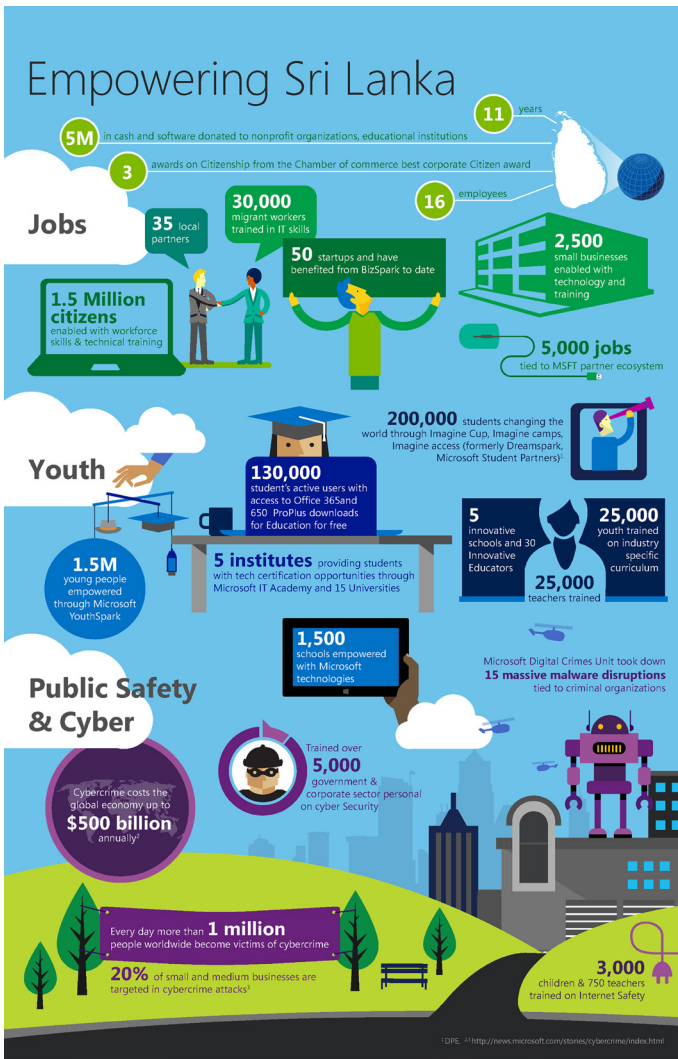 Empowering Sri Lanka
11 years
5M in cash and software donated to nonprofit organizations, educational institutions
3 awards on Citizenship from the Chamber of commerce best corporate Citizen award
16 employees
Jobs
35 local
partners
30,000
migrant workers
trained in IT skills
50 startups and have
benefited from BizSpark to date
2,500
small businesses
enabled with
technology and
training
1.5 Million
citizens
enabled with workforce
skills & technical training
5,000 jobs
tied to MSFT partner ecosystem
Youth
200,000 students changing the
world through Imagine Cup, Imagine camps,
Imagine access (formerly Dreamspark,
Microsoft Student Partners)1
130,000
student's active users with
access to Office 365and
650 ProPlus downloads
for Education for free
5
innovative
schools and 30
Innovative
Educators
25,000
youth trained
on industry
specific
curriculum
25,000
teachers trained
1.5M
young people
empowered
through Microsoft
YouthSpark
5 institutes providing students
with tech certification opportunities through
Microsoft IT Academy and 15 Universities
1,500
schools empowered
with Microsoft
technologies
Public Safety
& Cyber
Microsoft Digital Crimes Unit took down
15 massive malware disruptions
tied to criminal organizations
Trained over
5,000
government &
corporate sector personal
on cyber Security
Cybercrime costs the
global economy up to
$500 billion
annually2
Every day more than 1 million
people worldwide become victims of cybercrime
20% of small and medium businesses are
targeted in cybercrime attacks3
3,000
children & 750 teachers
trained on Internet Safety
1 DPE, 2,3 http://news.microsoft.com/stories/cybercrime/index.html